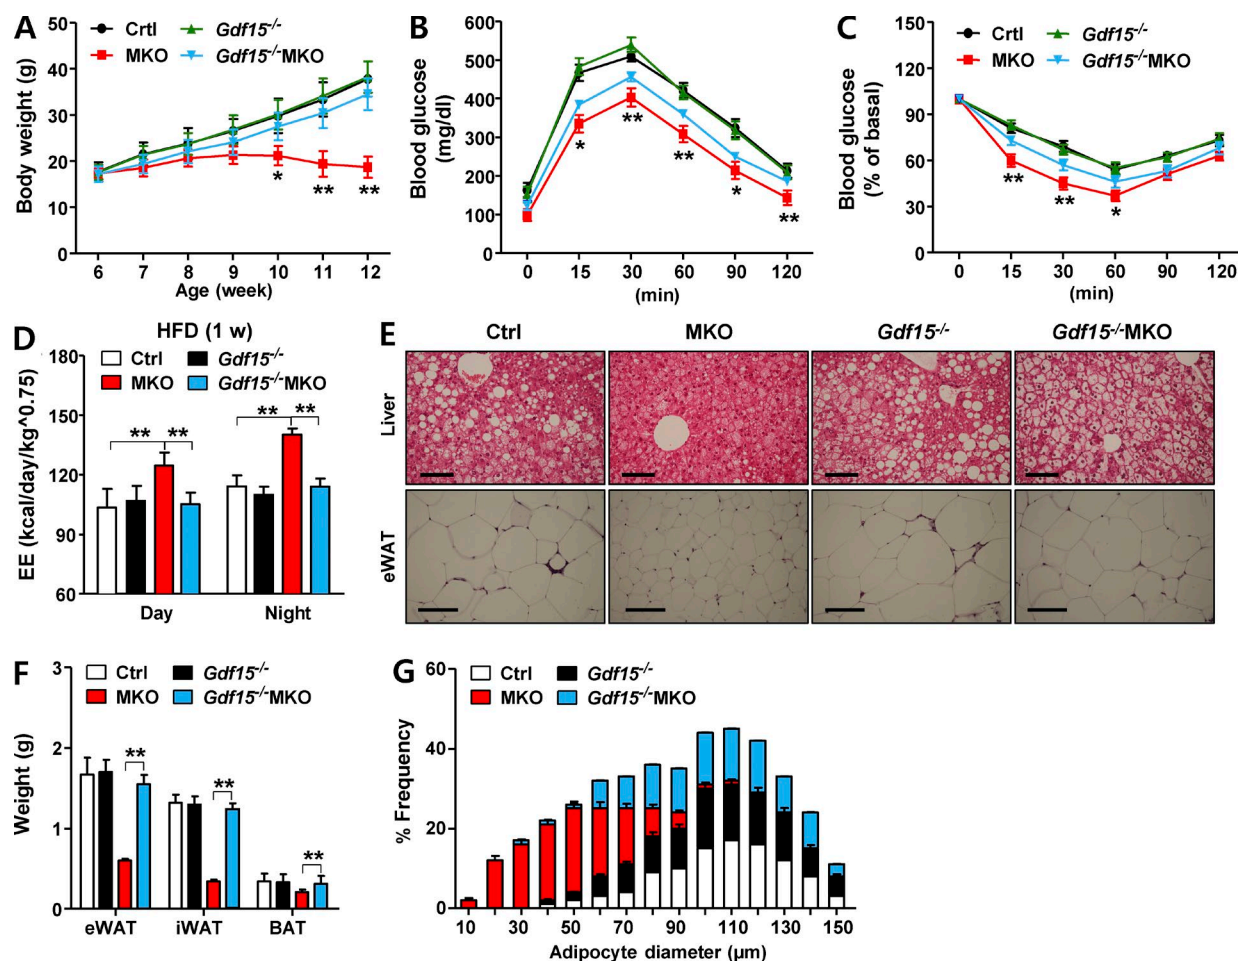 A
Body weight (g)
50
40
30
20
10
0
Crtl
Gdf15-/-
MKO
Gdf15-/-MKO
*
**
**
6 7 8 9 10 11 12
Age (week)
B
Blood glucose
(mg/dl)
600
500
400
300
200
100
0
*
**
**
*
**
0 15 30 60 90 120
(min)
C
Blood glucose
(% of basal)
150
120
90
60
30
0
Crtl
Gdf15-/-
MKO
Gdf15-/-MKO
**
**
*
0 15 30 60 90 120
(min)
D
HFD (1 w)
EE (kcal/day/kg^0.75)
180
150
120
90
60
Ctrl
Gdf15-/-
MKO
Gdf15-/-MKO
** **
** **
Day Night
E
Ctrl MKO Gdf15-/- Gdf15-/-MKO
Liver
eWAT
F
Weight (g)
3
2
1
0
Ctrl
Gdf15-/-
MKO
Gdf15-/-MKO
**
**
**
eWAT iWAT BAT
G
% Frequency
60
40
20
0
Ctrl
Gdf15-/-
MKO
Gdf15-/-MKO
10 30 50 70 90 110 130 150
Adipocyte diameter (µm)